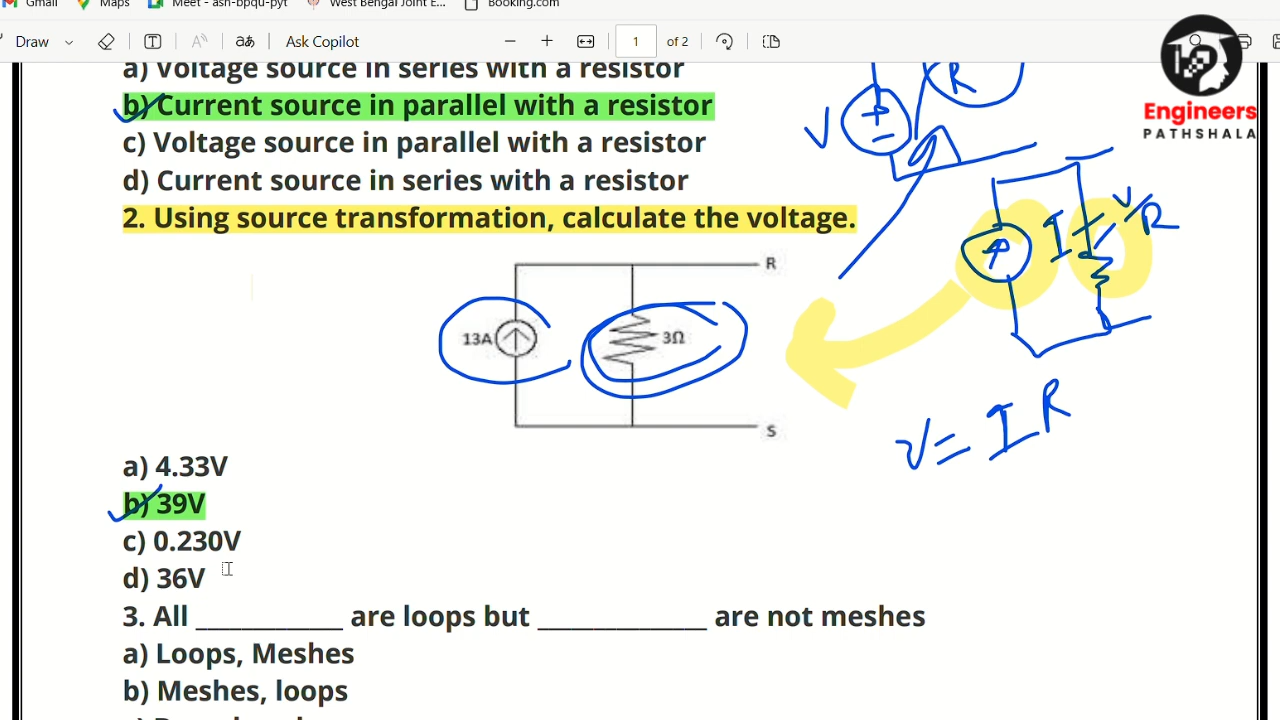 Gmail
Maps
Meet - ash-bpqu-pyt
West Bengal Joint E...
Booking.com
Draw
aあ
Ask Copilot
1
of 2
Engineers
PATHSHALA
a) Voltage source in series with a resistor
b) Current source in parallel with a resistor
c) Voltage source in parallel with a resistor
d) Current source in series with a resistor
2. Using source transformation, calculate the voltage.
R
V
+
−
I
V/R
R
13A
3Ω
S
V = IR
a) 4.33V
b) 39V
c) 0.230V
d) 36V
3. All ____________ are loops but ______________ are not meshes
a) Loops, Meshes
b) Meshes, loops